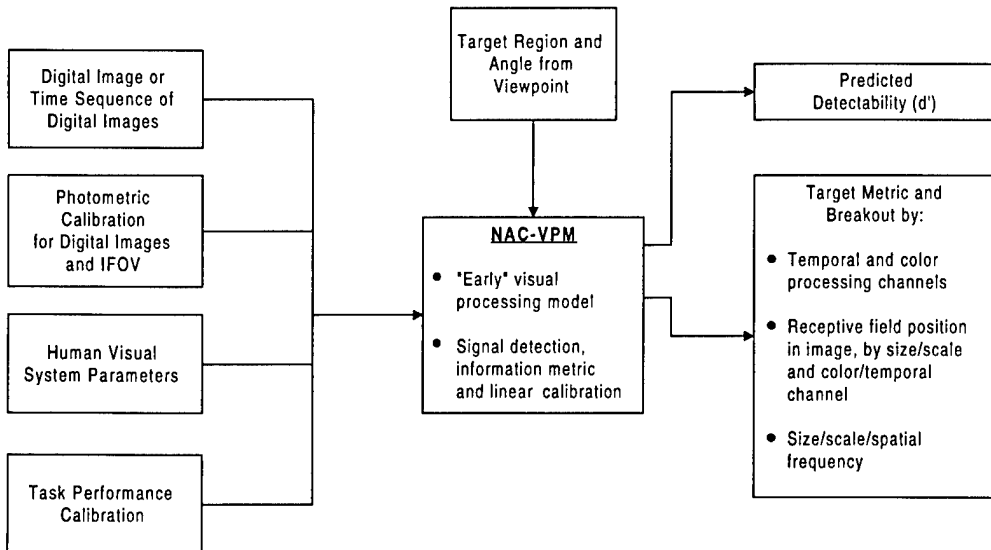 Digital Image or
Time Sequence of
Digital Images
Photometric
Calibration
for Digital Images
and IFOV
Human Visual
System Parameters
Task Performance
Calibration
Target Region and
Angle from
Viewpoint
NAC-VPM
● "Early" visual
processing model
● Signal detection,
information metric
and linear calibration
Predicted
Detectability (d')
Target Metric and
Breakout by:
● Temporal and color
processing channels
● Receptive field position
in image, by size/scale
and color/temporal
channel
● Size/scale/spatial
frequency